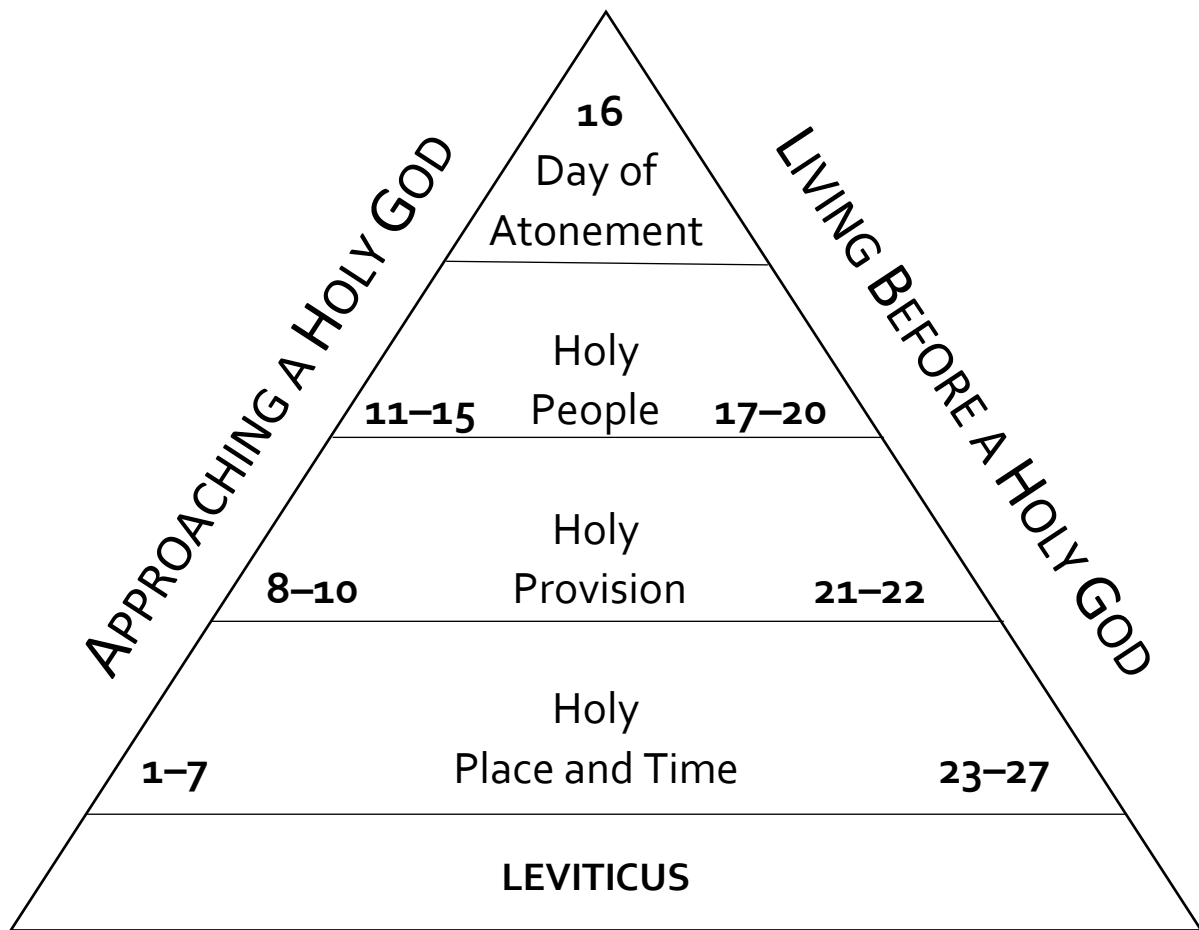 16
Day of
Atonement
APPROACHING A HOLY GOD
LIVING BEFORE A HOLY GOD
Holy
11–15 People 17–20
Holy
8–10 Provision 21–22
Holy
1–7 Place and Time 23–27
LEVITICUS